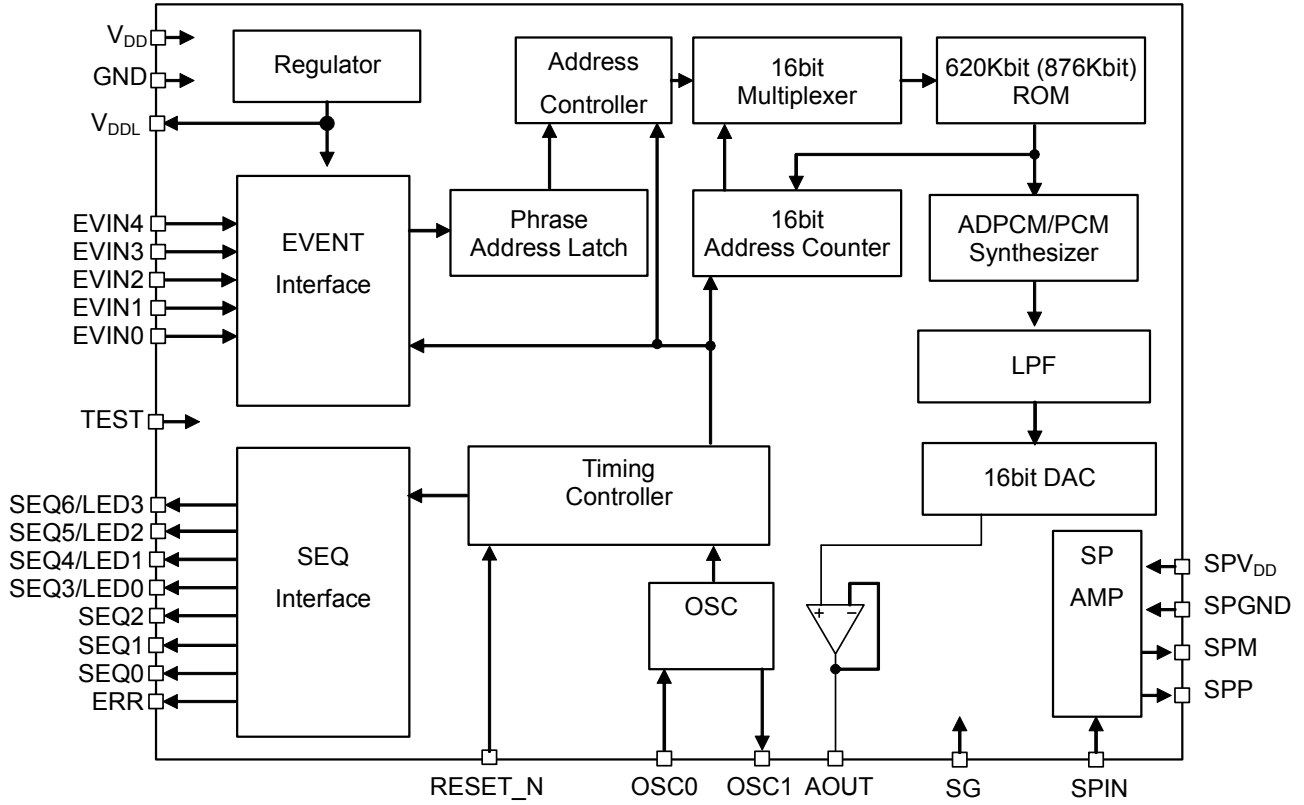 V_DD
GND
V_DDL
EVIN4
EVIN3
EVIN2
EVIN1
EVIN0
TEST
SEQ6/LED3
SEQ5/LED2
SEQ4/LED1
SEQ3/LED0
SEQ2
SEQ1
SEQ0
ERR
Regulator
EVENT
Interface
SEQ
Interface
Phrase
Address Latch
Address
Controller
16bit
Multiplexer
620Kbit (876Kbit)
ROM
16bit
Address Counter
ADPCM/PCM
Synthesizer
LPF
16bit DAC
Timing
Controller
OSC
+
−
SP
AMP
SPV_DD
SPGND
SPM
SPP
RESET_N
OSC0
OSC1
AOUT
SG
SPIN